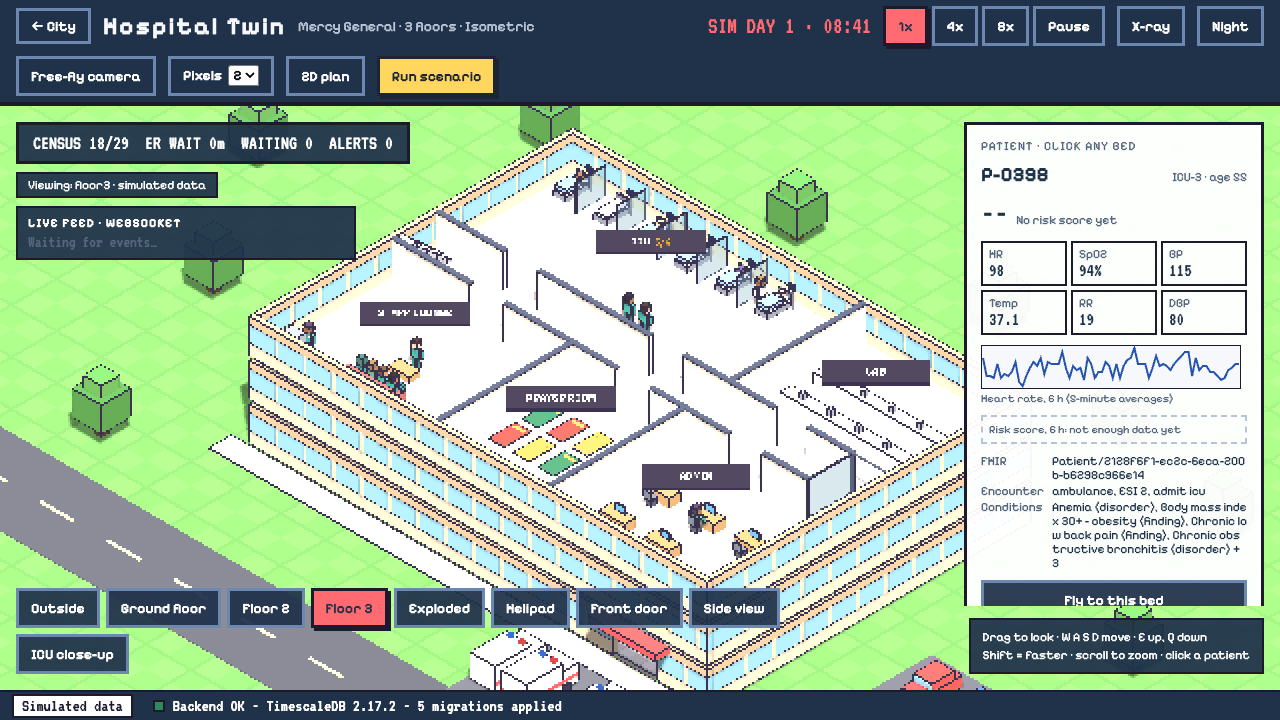 ← City
Hospital Twin
Mercy General · 3 floors · Isometric
SIM DAY 1 · 08:41
1x
4x
8x
Pause
X-ray
Night
Free-fly camera
Pixels 2
2D plan
Run scenario
CENSUS 18/29 ER WAIT 0m WAITING 0 ALERTS 0
Viewing: floor3 · simulated data
LIVE FEED · WEBSOCKET
Waiting for events…
LAB
ADMIN
PATIENT · CLICK ANY BED
P-0398
ICU-3 · age 55
-- No risk score yet
HR
98
SpO2
94%
BP
115
Temp
37.1
RR
19
DBP
80
Heart rate, 6 h (5-minute averages)
Risk score, 6 h: not enough data yet
FHIR
Patient/2128f6f1-ec2c-6eca-200
b-b6298c966e14
Encounter ambulance, ESI 2, admit icu
Conditions Anemia (disorder), Body mass inde
x 30+ - obesity (finding), Chronic lo
w back pain (finding), Chronic obs
tructive bronchitis (disorder) +
3
Fly to this bed
Outside
Ground floor
Floor 2
Floor 3
Exploded
Helipad
Front door
Side view
ICU close-up
Drag to look · W A S D move · E up, Q down
Shift = faster · scroll to zoom · click a patient
Simulated data
Backend OK - TimescaleDB 2.17.2 - 5 migrations applied